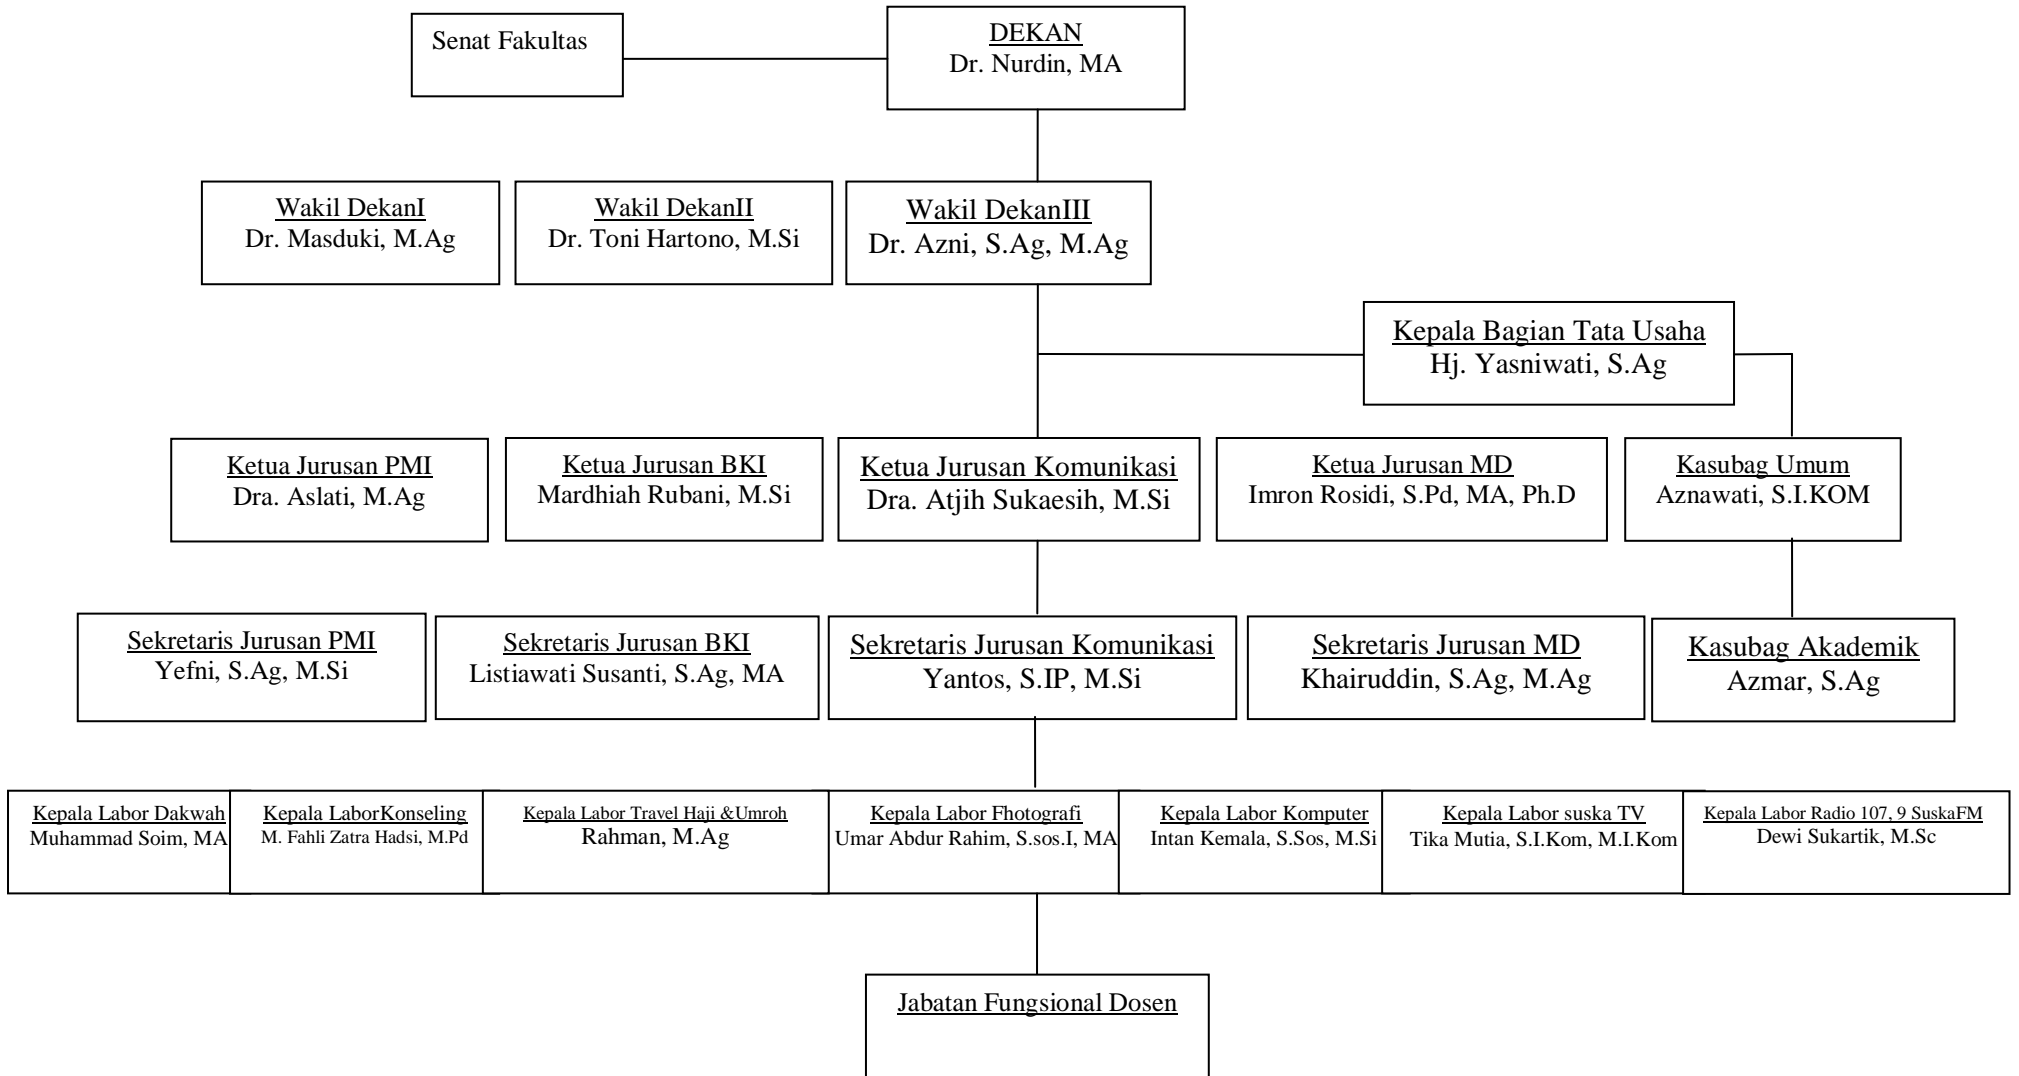 Senat Fakultas
DEKAN
Dr. Nurdin, MA
Wakil DekanI
Dr. Masduki, M.Ag
Wakil DekanII
Dr. Toni Hartono, M.Si
Wakil DekanIII
Dr. Azni, S.Ag, M.Ag
Kepala Bagian Tata Usaha
Hj. Yasniwati, S.Ag
Ketua Jurusan PMI
Dra. Aslati, M.Ag
Ketua Jurusan BKI
Mardhiah Rubani, M.Si
Ketua Jurusan Komunikasi
Dra. Atjih Sukaesih, M.Si
Ketua Jurusan MD
Imron Rosidi, S.Pd, MA, Ph.D
Kasubag Umum
Aznawati, S.I.KOM
Sekretaris Jurusan PMI
Yefni, S.Ag, M.Si
Sekretaris Jurusan BKI
Listiawati Susanti, S.Ag, MA
Sekretaris Jurusan Komunikasi
Yantos, S.IP, M.Si
Sekretaris Jurusan MD
Khairuddin, S.Ag, M.Ag
Kasubag Akademik
Azmar, S.Ag
Kepala Labor Dakwah
Muhammad Soim, MA
Kepala LaborKonseling
M. Fahli Zatra Hadsi, M.Pd
Kepala Labor Travel Haji &Umroh
Rahman, M.Ag
Kepala Labor Fhotografi
Umar Abdur Rahim, S.sos.I, MA
Kepala Labor Komputer
Intan Kemala, S.Sos, M.Si
Kepala Labor suska TV
Tika Mutia, S.I.Kom, M.I.Kom
Kepala Labor Radio 107, 9 SuskaFM
Dewi Sukartik, M.Sc
Jabatan Fungsional Dosen